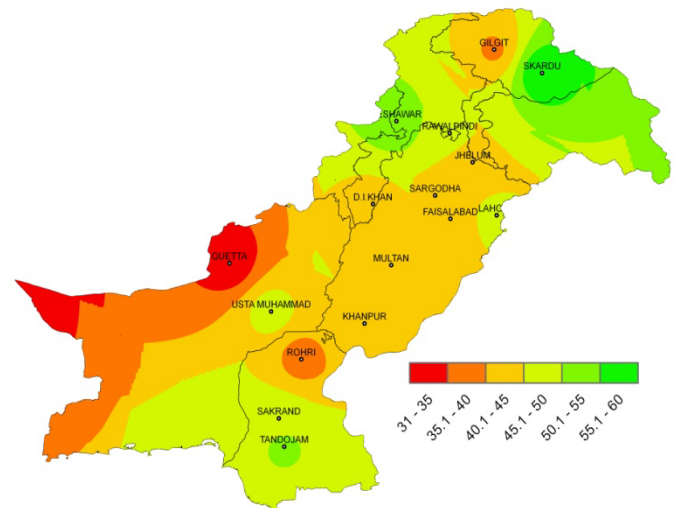 GILGIT
SKARDU
SHAWAR
RAWALPINDI
JHELUM
SARGODHA
D.I.KHAN
FAISALABAD
LAHC
QUETTA
MULTAN
USTA MUHAMMAD
KHANPUR
ROHRI
SAKRAND
TANDOJAM
31 - 35
35.1 - 40
40.1 - 45
45.1 - 50
50.1 - 55
55.1 - 60